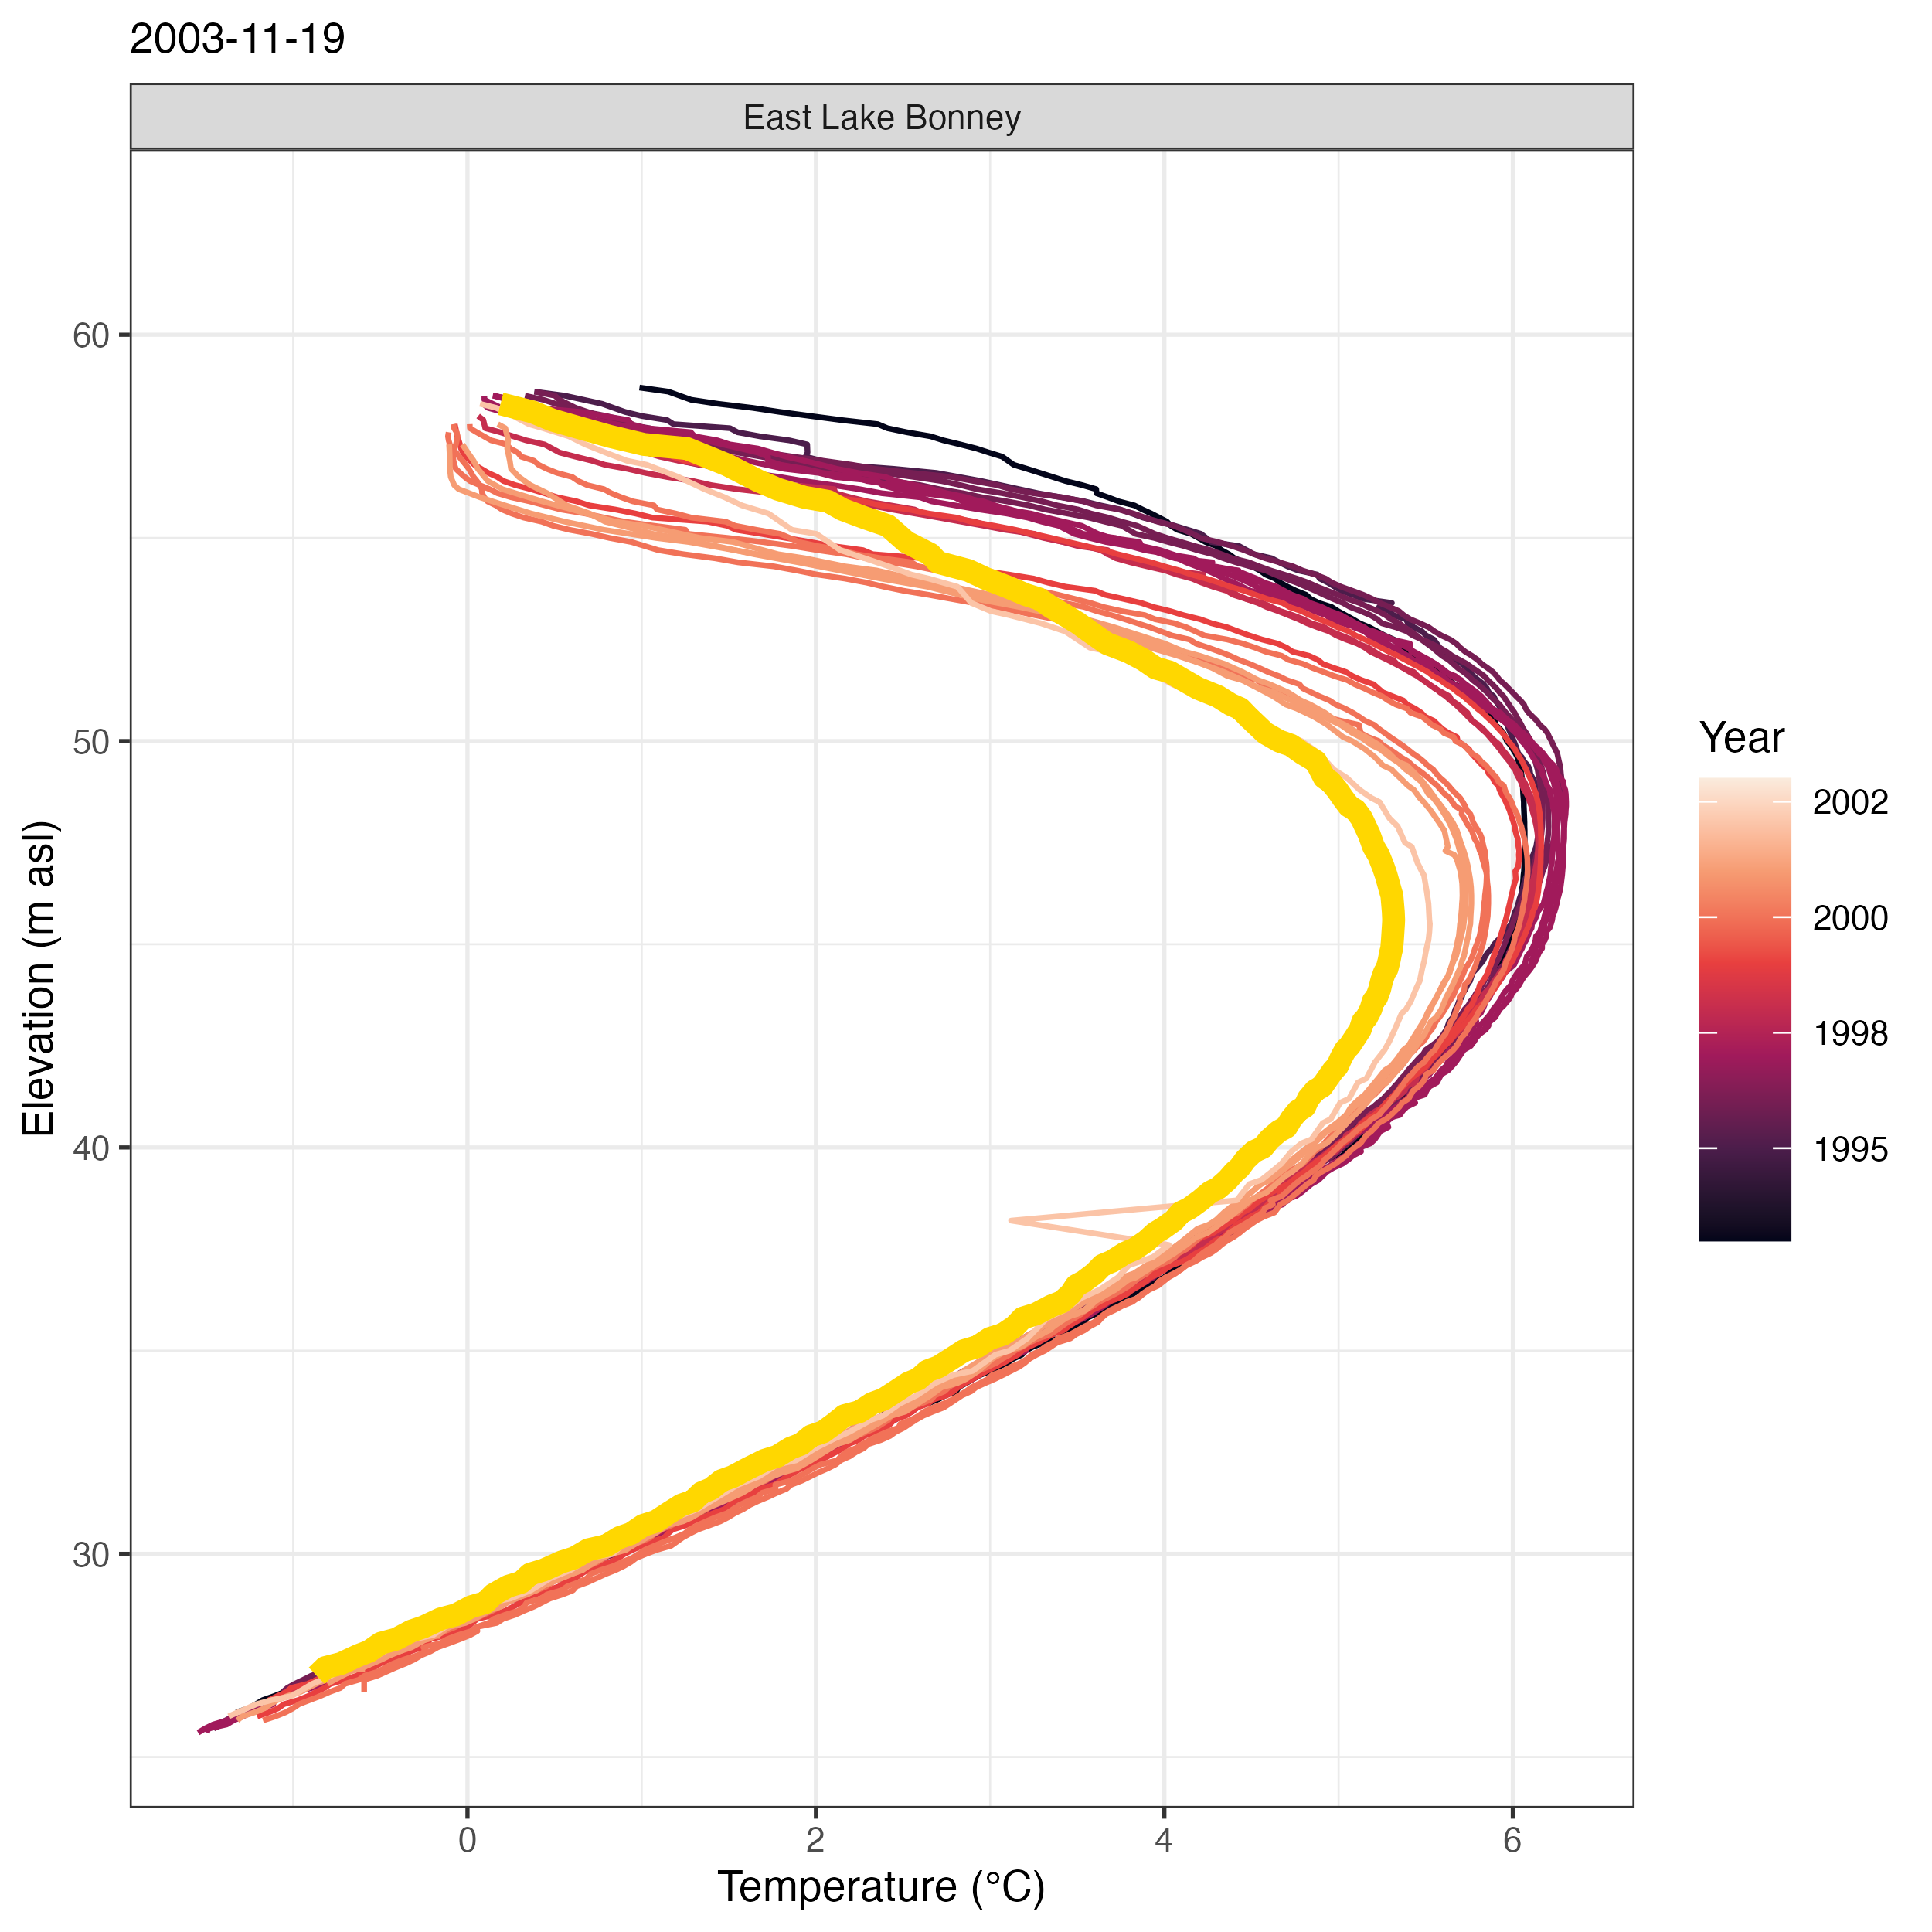 2003-11-19
East Lake Bonney
60
50
40
30
Elevation (m asl)
0 2 4 6
Temperature (°C)
Year
2002
2000
1998
1995